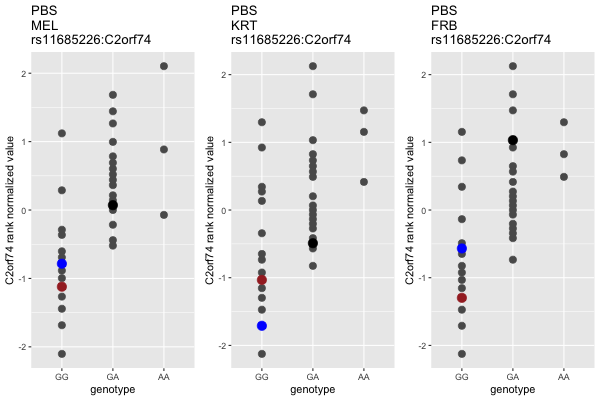 PBS
MEL
rs11685226:C2orf74
C2orf74 rank normalized value
2
1
0
-1
-2
GG GA AA
genotype
PBS
KRT
rs11685226:C2orf74
C2orf74 rank normalized value
2
1
0
-1
-2
GG GA AA
genotype
PBS
FRB
rs11685226:C2orf74
C2orf74 rank normalized value
2
1
0
-1
-2
GG GA AA
genotype